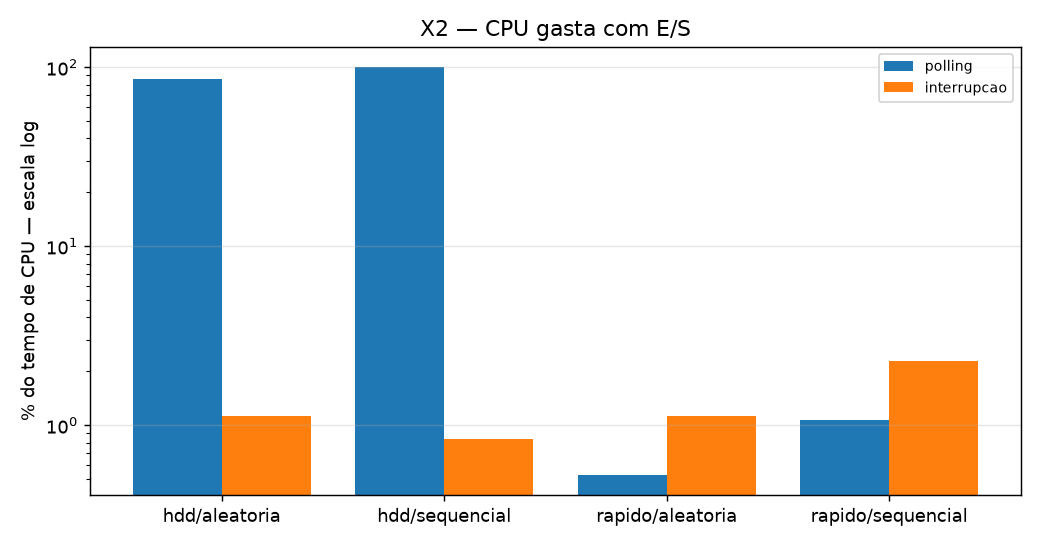 X2 — CPU gasta com E/S
polling
interrupcao
% do tempo de CPU — escala log
10²
10¹
10⁰
hdd/aleatoria
hdd/sequencial
rapido/aleatoria
rapido/sequencial